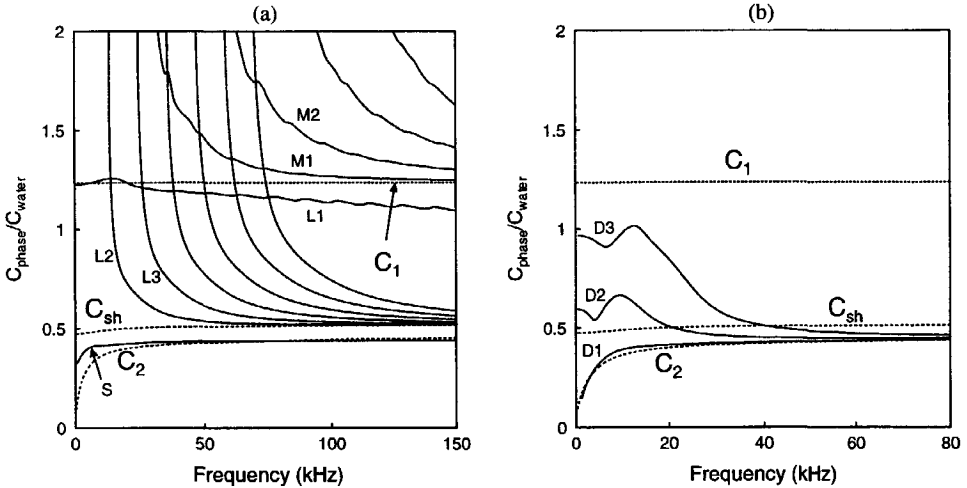 (a)
2
1.5
1
0.5
0
C_phase/C_water
0
50
100
150
Frequency (kHz)
M2
M1
L1
C_1
L2
L3
C_sh
C_2
S
(b)
2
1.5
1
0.5
0
C_phase/C_water
0
20
40
60
80
Frequency (kHz)
C_1
D3
D2
C_sh
D1
C_2